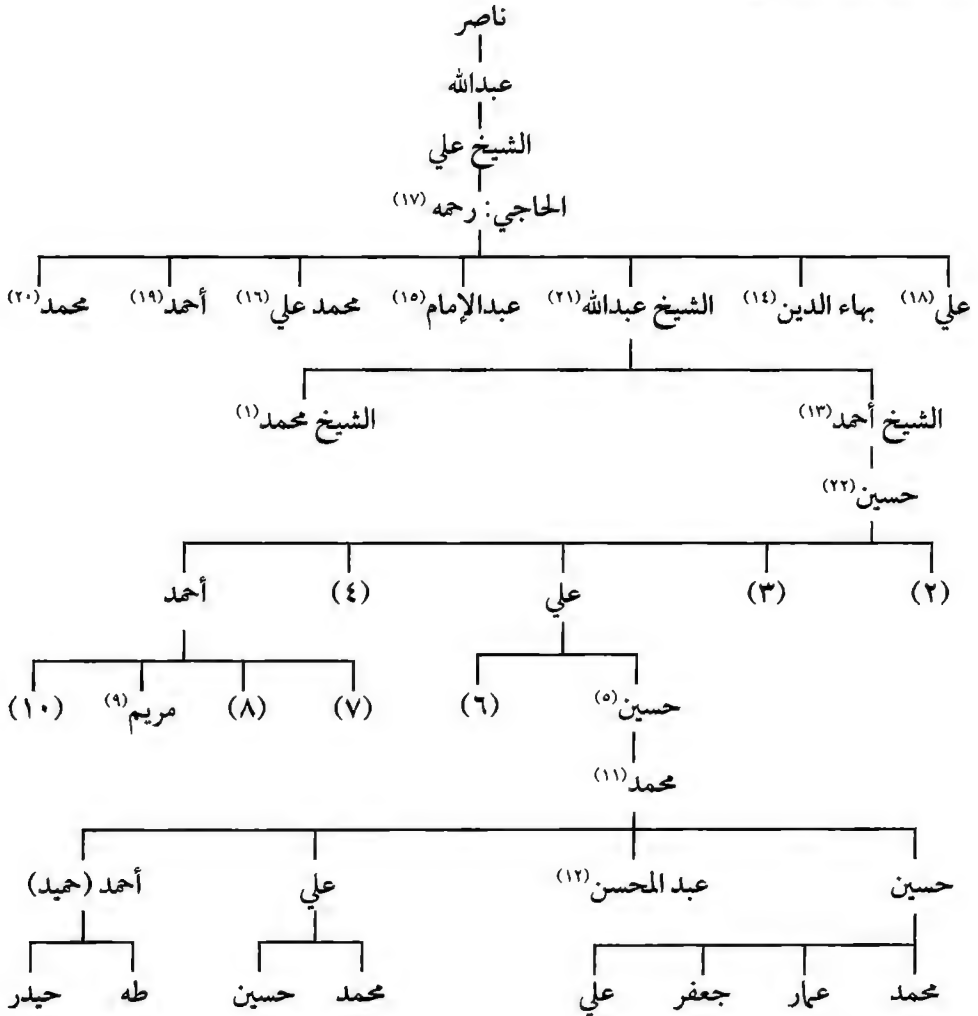 ناصر
عبدالله
الشيخ علي
الحاجي: رحمه (١٧)
علي (١٨) بهاء الدين (١٤) الشيخ عبدالله (٢١) عبدالإمام (١٥) محمد علي (١٦) أحمد (١٩) محمد (٢٠)
الشيخ أحمد (١٣) الشيخ محمد (١)
حسين (٢٢)
(٢) (٣) علي (٤) أحمد
حسين (٥) (٦) (٧) (٨) مريم (٩) (١٠)
محمد (١١)
حسين عبد المحسن (١٢) علي أحمد (حميد)
محمد عمار جعفر علي محمد حسين طه حيدر